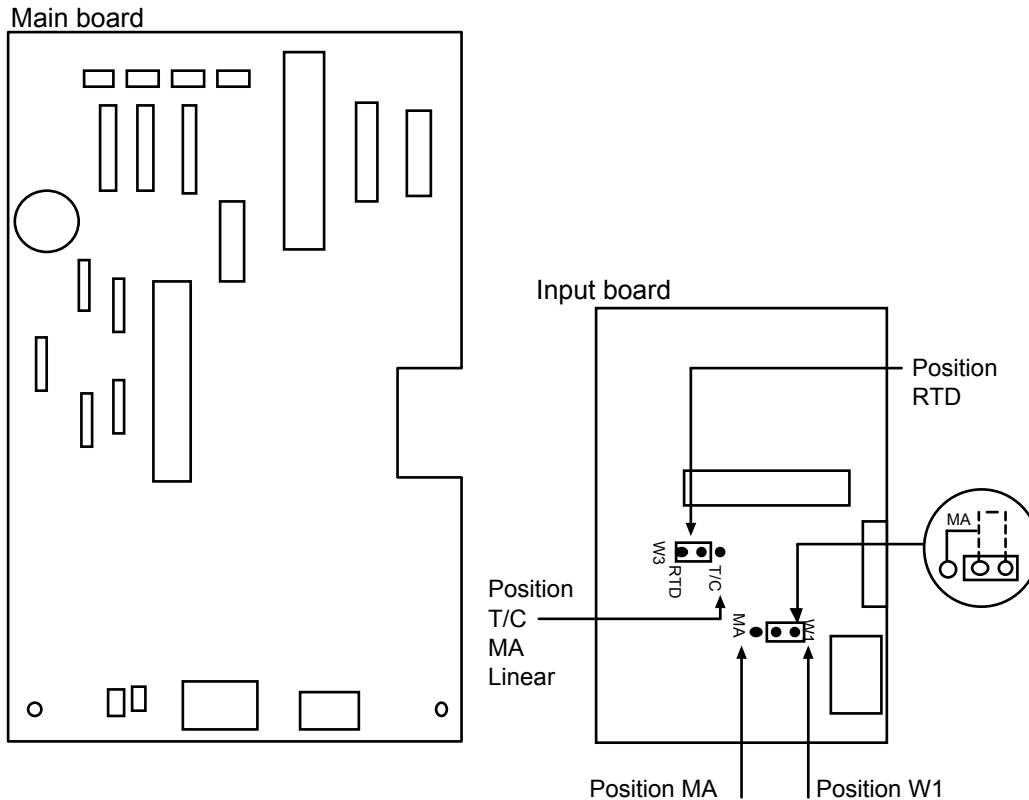 Main board
Input board
Position
RTD
MA
W3
RTD
T/C
Position
T/C
MA
Linear
MA
W1
Position MA
Position W1